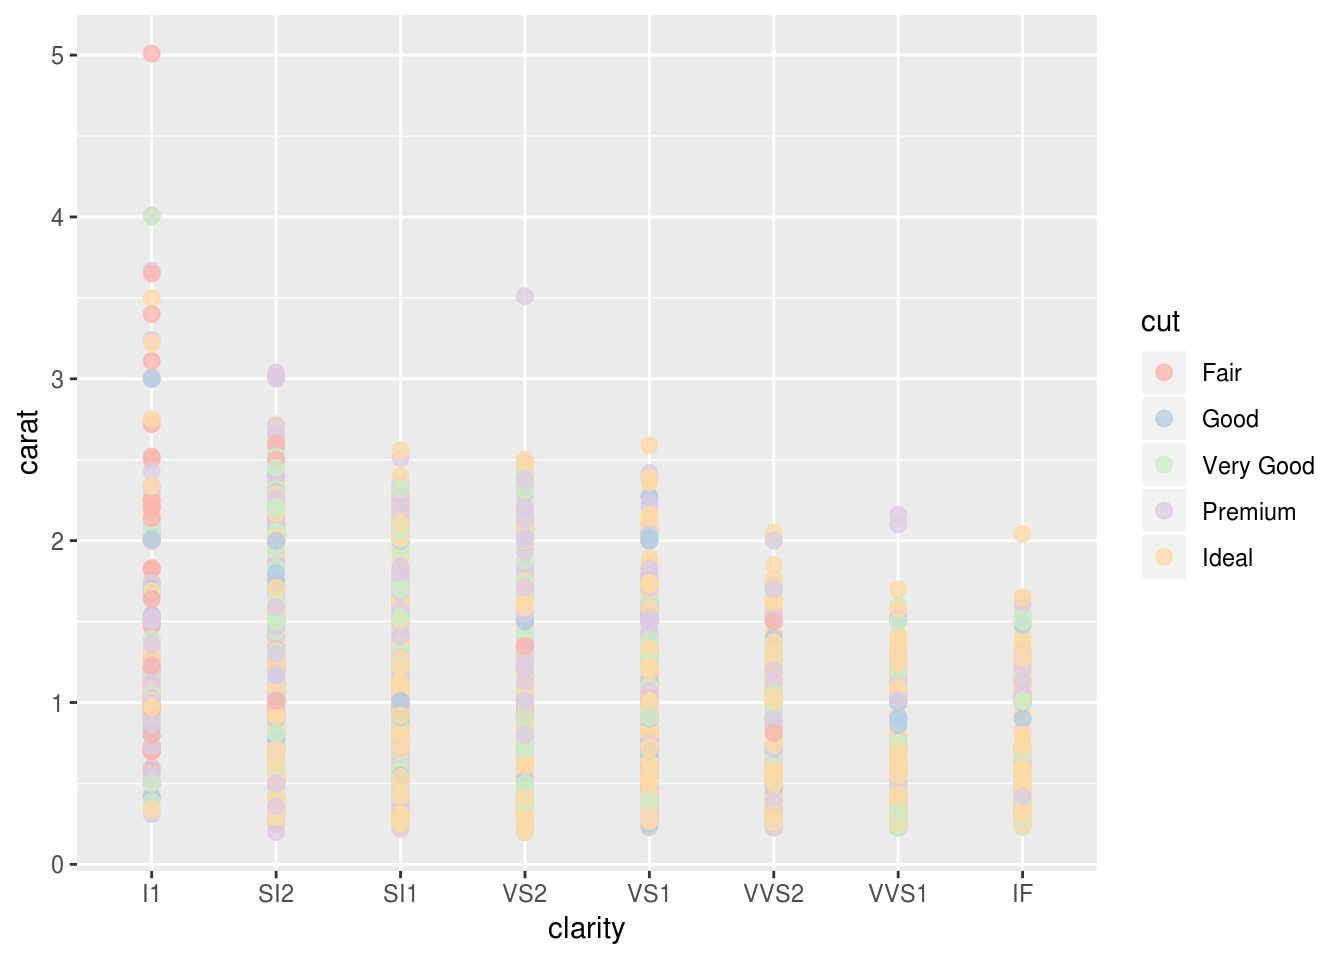 5
4
3
2
1
0
carat
I1 SI2 SI1 VS2 VS1 VVS2 VVS1 IF
clarity
cut
Fair
Good
Very Good
Premium
Ideal